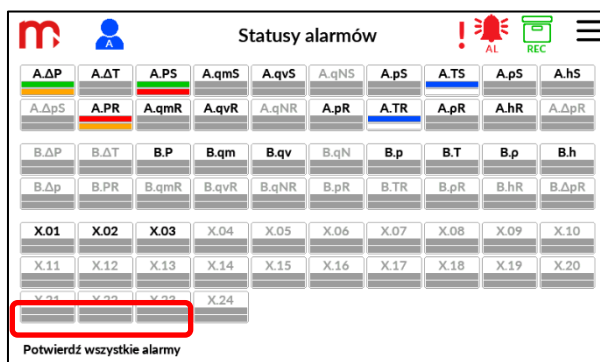 m A Statusy alarmów ! AL REC
A.ΔP A.ΔT A.PS A.qmS A.qvS A.qNS A.pS A.TS A.ρS A.hS
A.ΔpS A.PR A.qmR A.qvR A.qNR A.pR A.TR A.ρR A.hR A.ΔpR
B.ΔP B.ΔT B.P B.qm B.qv B.qN B.p B.T B.ρ B.h
B.Δp B.PR B.qmR B.qvR B.qNR B.pR B.TR B.ρR B.hR B.ΔpR
X.01 X.02 X.03 X.04 X.05 X.06 X.07 X.08 X.09 X.10
X.11 X.12 X.13 X.14 X.15 X.16 X.17 X.18 X.19 X.20
X.21 X.22 X.23 X.24
Potwierdź wszystkie alarmy